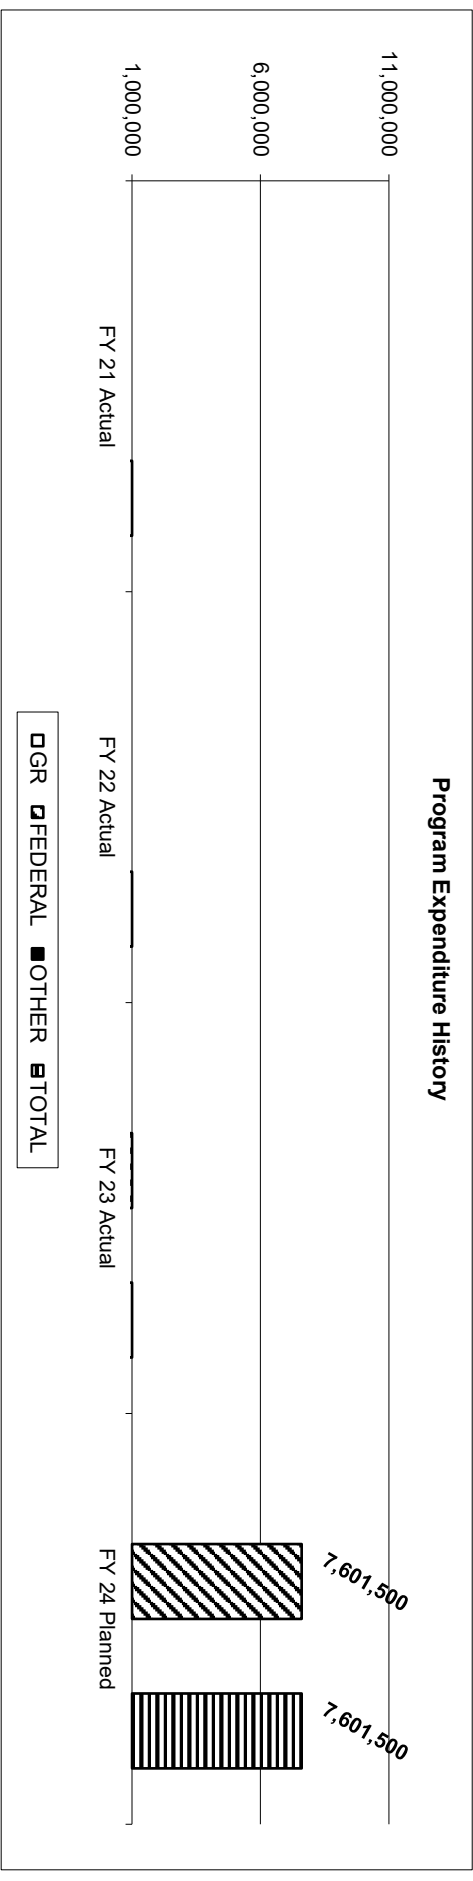 Program Expenditure History
11,000,000
6,000,000
1,000,000
7,601,500
7,601,500
FY 21 Actual
FY 22 Actual
FY 23 Actual
FY 24 Planned
GR FEDERAL OTHER TOTAL